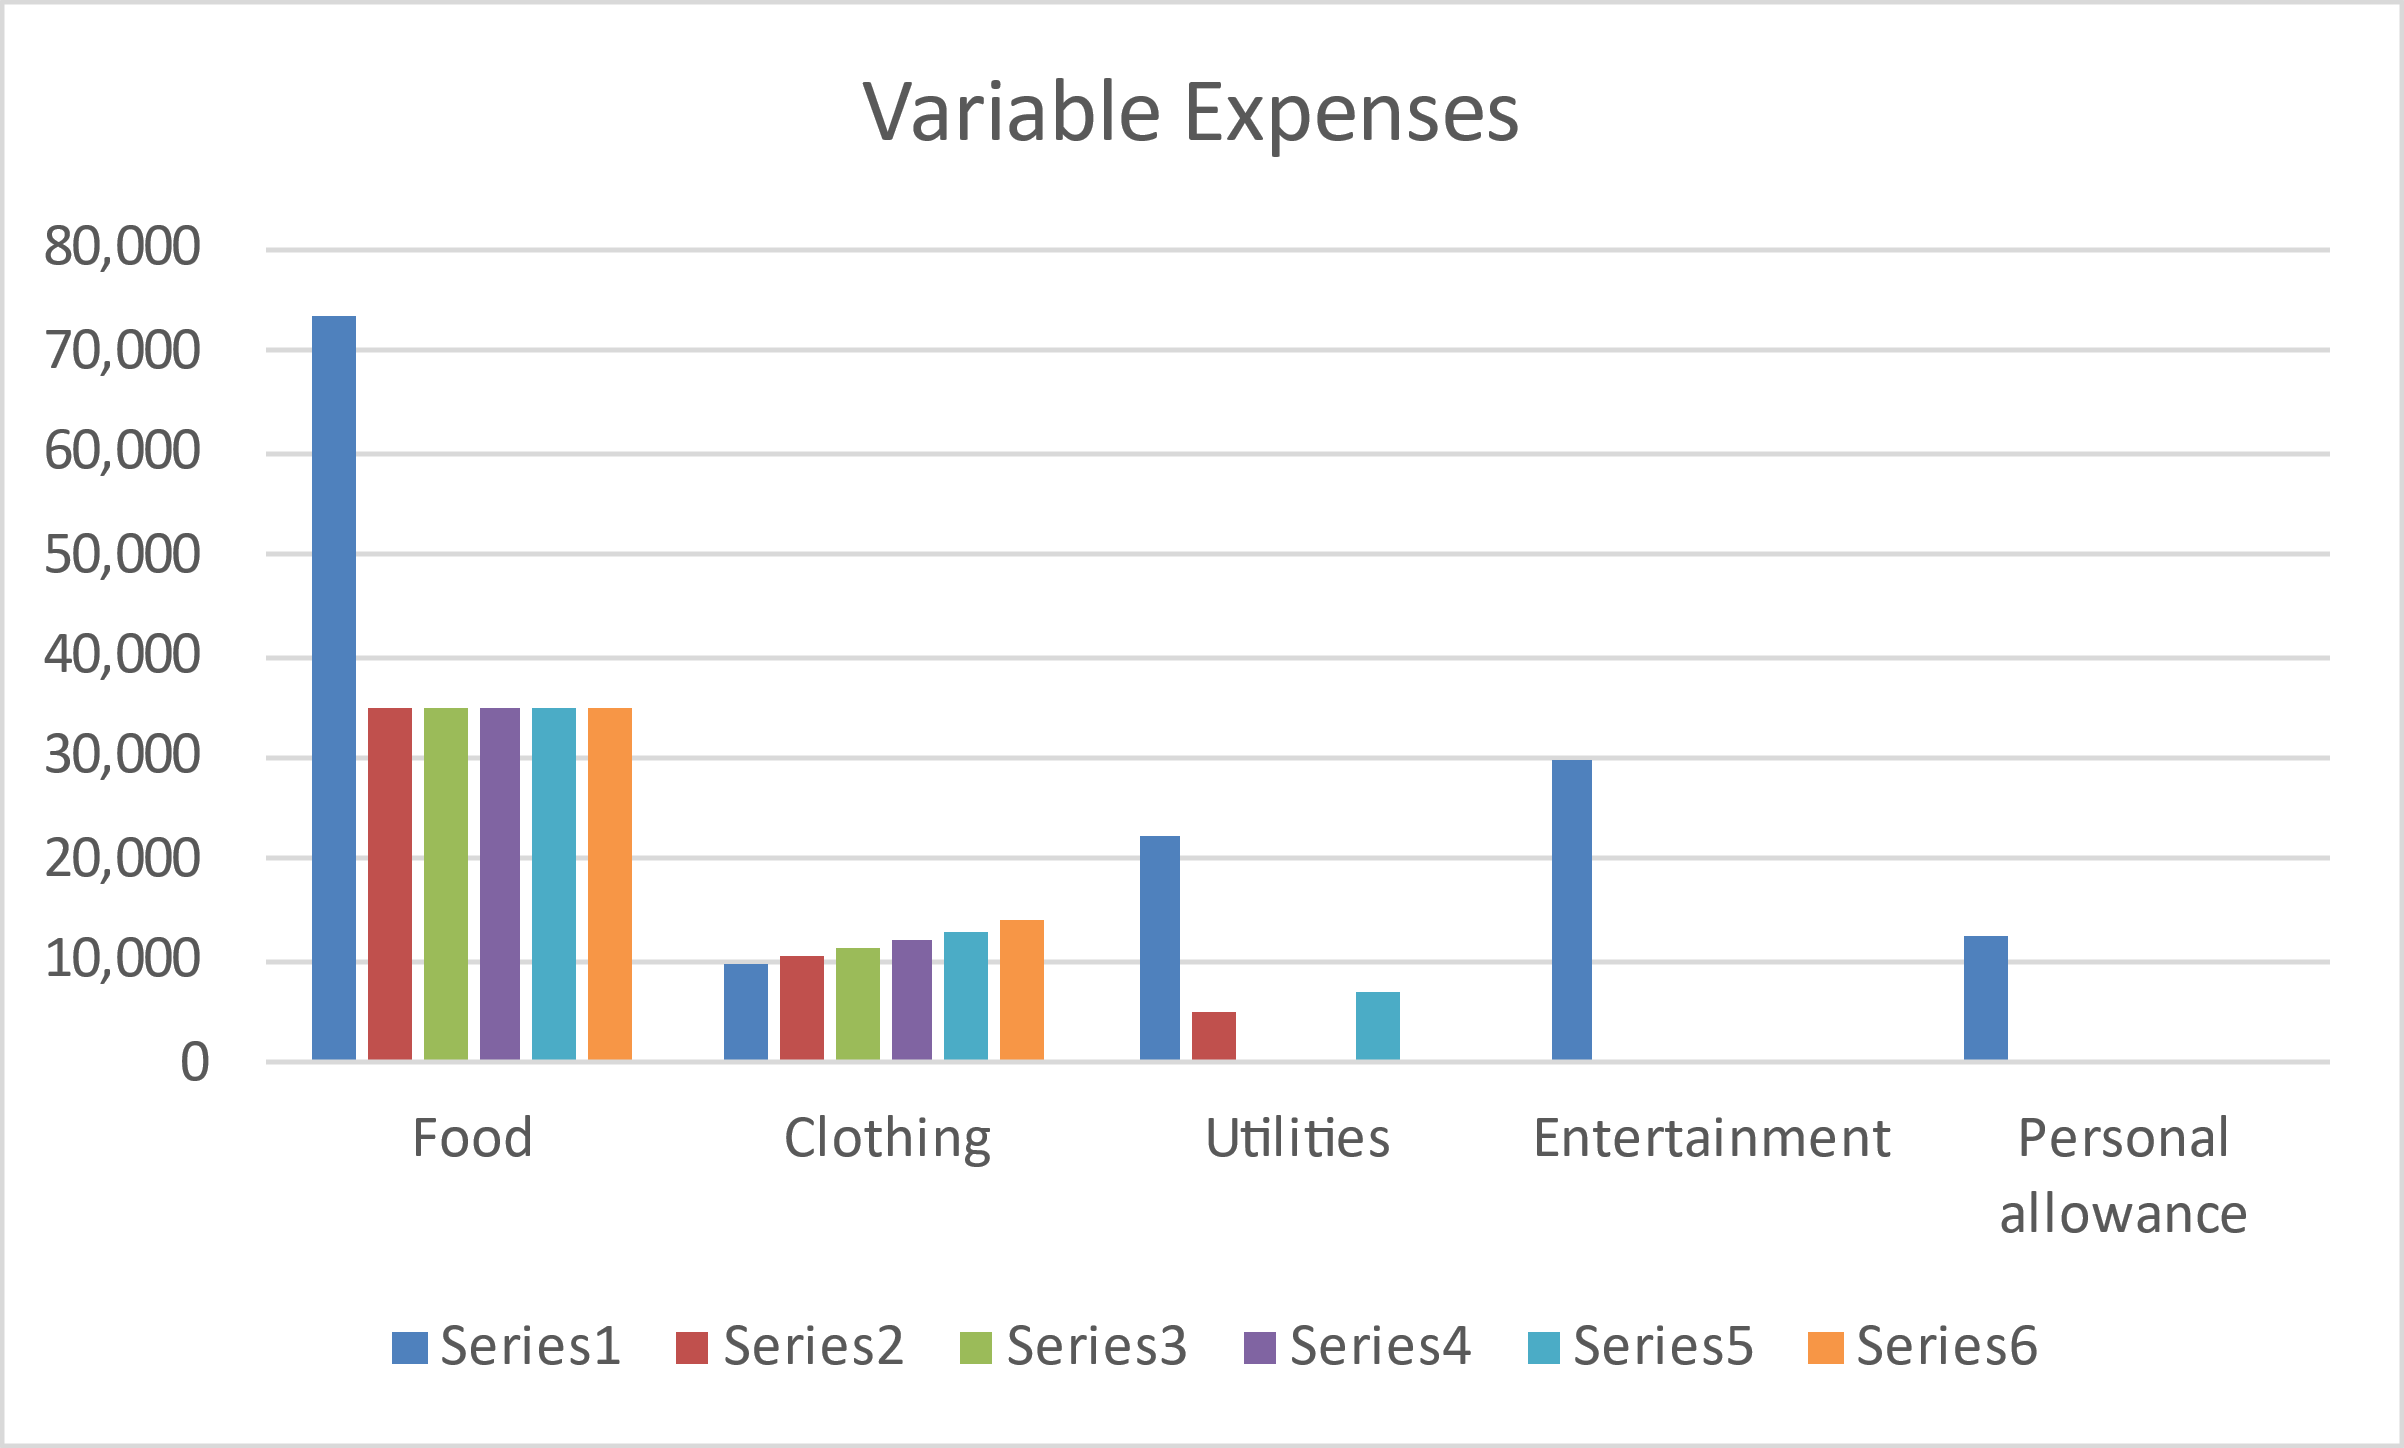 Variable Expenses
80,000
70,000
60,000
50,000
40,000
30,000
20,000
10,000
0
Food Clothing Utilities Entertainment Personal
allowance
Series1 Series2 Series3 Series4 Series5 Series6